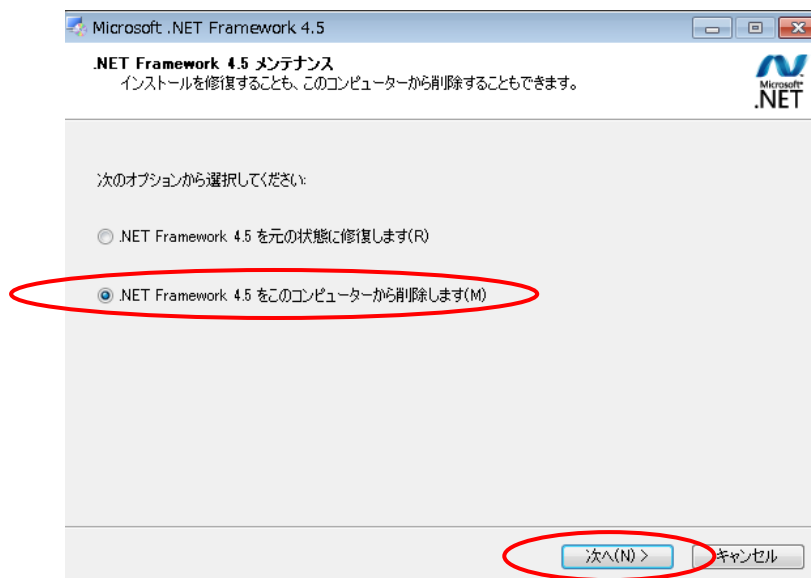 Microsoft .NET Framework 4.5
.NET Framework 4.5 メンテナンス
インストールを修復することも、このコンピューターから削除することもできます。
Microsoft
.NET
次のオプションから選択してください:
.NET Framework 4.5 を元の状態に修復します(R)
.NET Framework 4.5 をこのコンピューターから削除します(M)
次へ(N) >
キャンセル